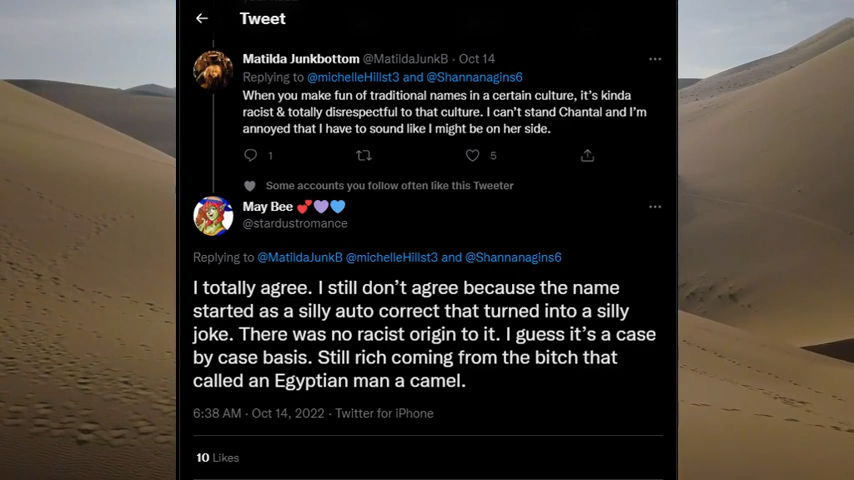 Tweet
Matilda Junkbottom @MatildaJunkB · Oct 14
Replying to @michelleHillst3 and @Shannanagins6
When you make fun of traditional names in a certain culture, it's kinda
racist & totally disrespectful to that culture. I can't stand Chantal and I'm
annoyed that I have to sound like I might be on her side.
1 5
Some accounts you follow often like this Tweeter
May Bee 💕💜💙
@stardustromance
Replying to @MatildaJunkB @michelleHillst3 and @Shannanagins6
I totally agree. I still don't agree because the name
started as a silly auto correct that turned into a silly
joke. There was no racist origin to it. I guess it's a case
by case basis. Still rich coming from the bitch that
called an Egyptian man a camel.
6:38 AM · Oct 14, 2022 · Twitter for iPhone
10 Likes